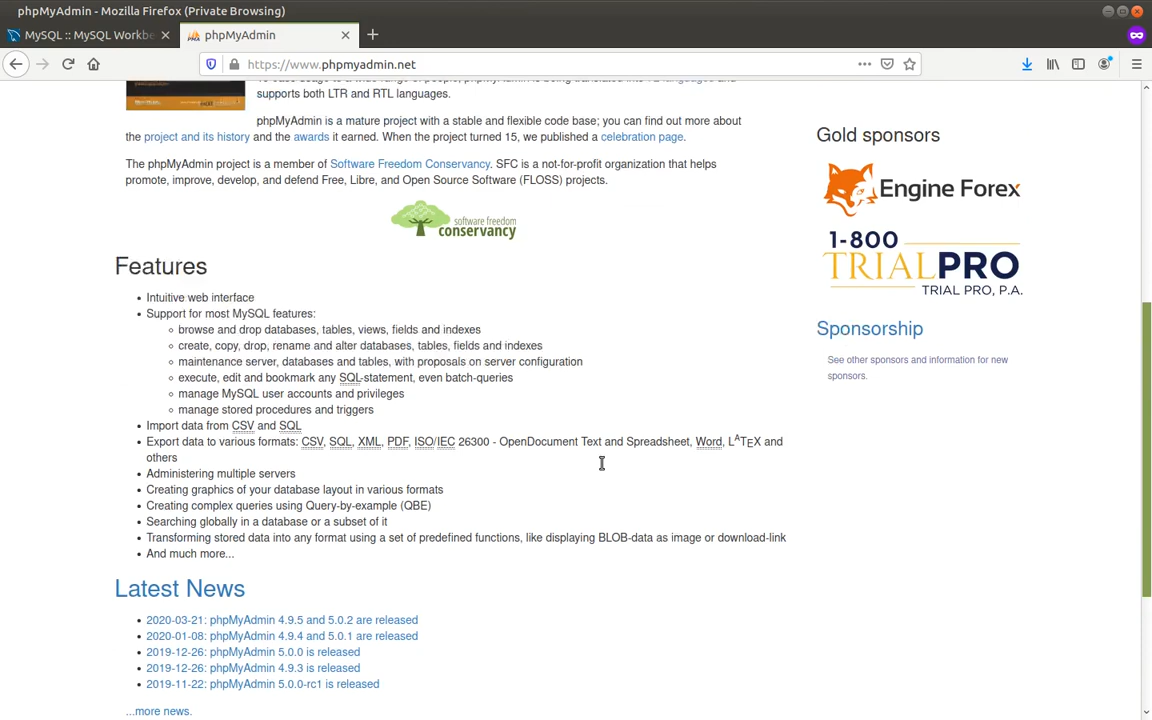 phpMyAdmin - Mozilla Firefox (Private Browsing)
MySQL :: MySQL Workbe
phpMyAdmin
https://www.phpmyadmin.net
supports both LTR and RTL languages.
phpMyAdmin is a mature project with a stable and flexible code base; you can find out more about
the project and its history and the awards it earned. When the project turned 15, we published a celebration page.
The phpMyAdmin project is a member of Software Freedom Conservancy. SFC is a not-for-profit organization that helps
promote, improve, develop, and defend Free, Libre, and Open Source Software (FLOSS) projects.
software freedom
conservancy
Features
Intuitive web interface
Support for most MySQL features:
browse and drop databases, tables, views, fields and indexes
create, copy, drop, rename and alter databases, tables, fields and indexes
maintenance server, databases and tables, with proposals on server configuration
execute, edit and bookmark any SQL-statement, even batch-queries
manage MySQL user accounts and privileges
manage stored procedures and triggers
Import data from CSV and SQL
Export data to various formats: CSV, SQL, XML, PDF, ISO/IEC 26300 - OpenDocument Text and Spreadsheet, Word, LATEX and
others
Administering multiple servers
Creating graphics of your database layout in various formats
Creating complex queries using Query-by-example (QBE)
Searching globally in a database or a subset of it
Transforming stored data into any format using a set of predefined functions, like displaying BLOB-data as image or download-link
And much more...
Latest News
2020-03-21: phpMyAdmin 4.9.5 and 5.0.2 are released
2020-01-08: phpMyAdmin 4.9.4 and 5.0.1 are released
2019-12-26: phpMyAdmin 5.0.0 is released
2019-12-26: phpMyAdmin 4.9.3 is released
2019-11-22: phpMyAdmin 5.0.0-rc1 is released
...more news.
Gold sponsors
Engine Forex
1-800
TRIALPRO
TRIAL PRO, P.A.
Sponsorship
See other sponsors and information for new
sponsors.